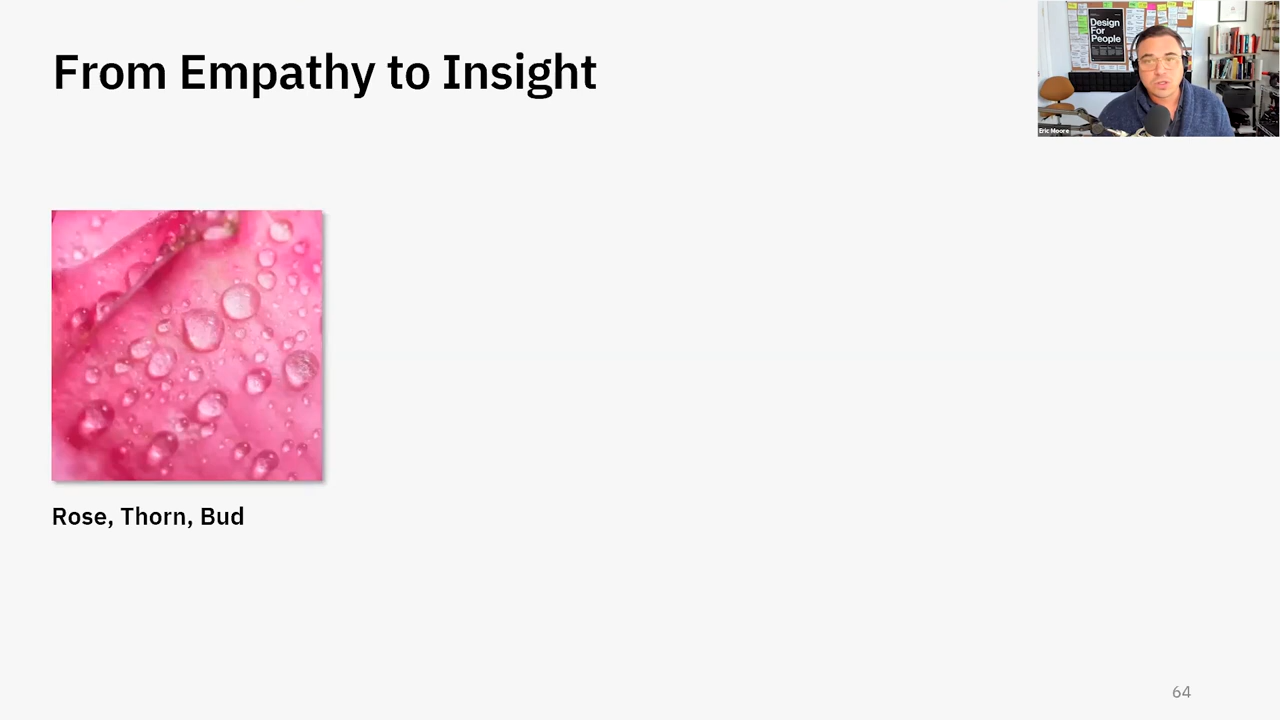 From Empathy to Insight
Design
For
People
Eric Moore
Rose, Thorn, Bud
64